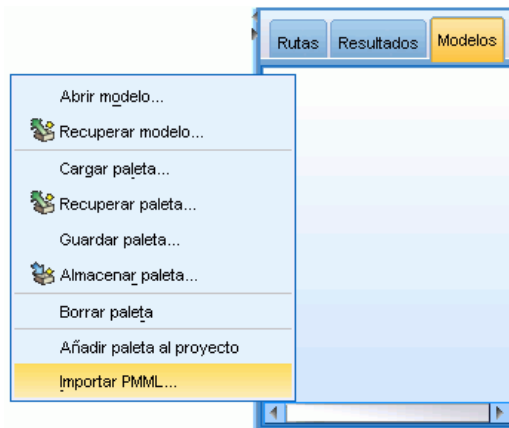 Rutas
Resultados
Modelos
Abrir modelo...
Recuperar modelo...
Cargar paleta...
Recuperar paleta...
Guardar paleta...
Almacenar paleta...
Borrar paleta
Añadir paleta al proyecto
Importar PMML...